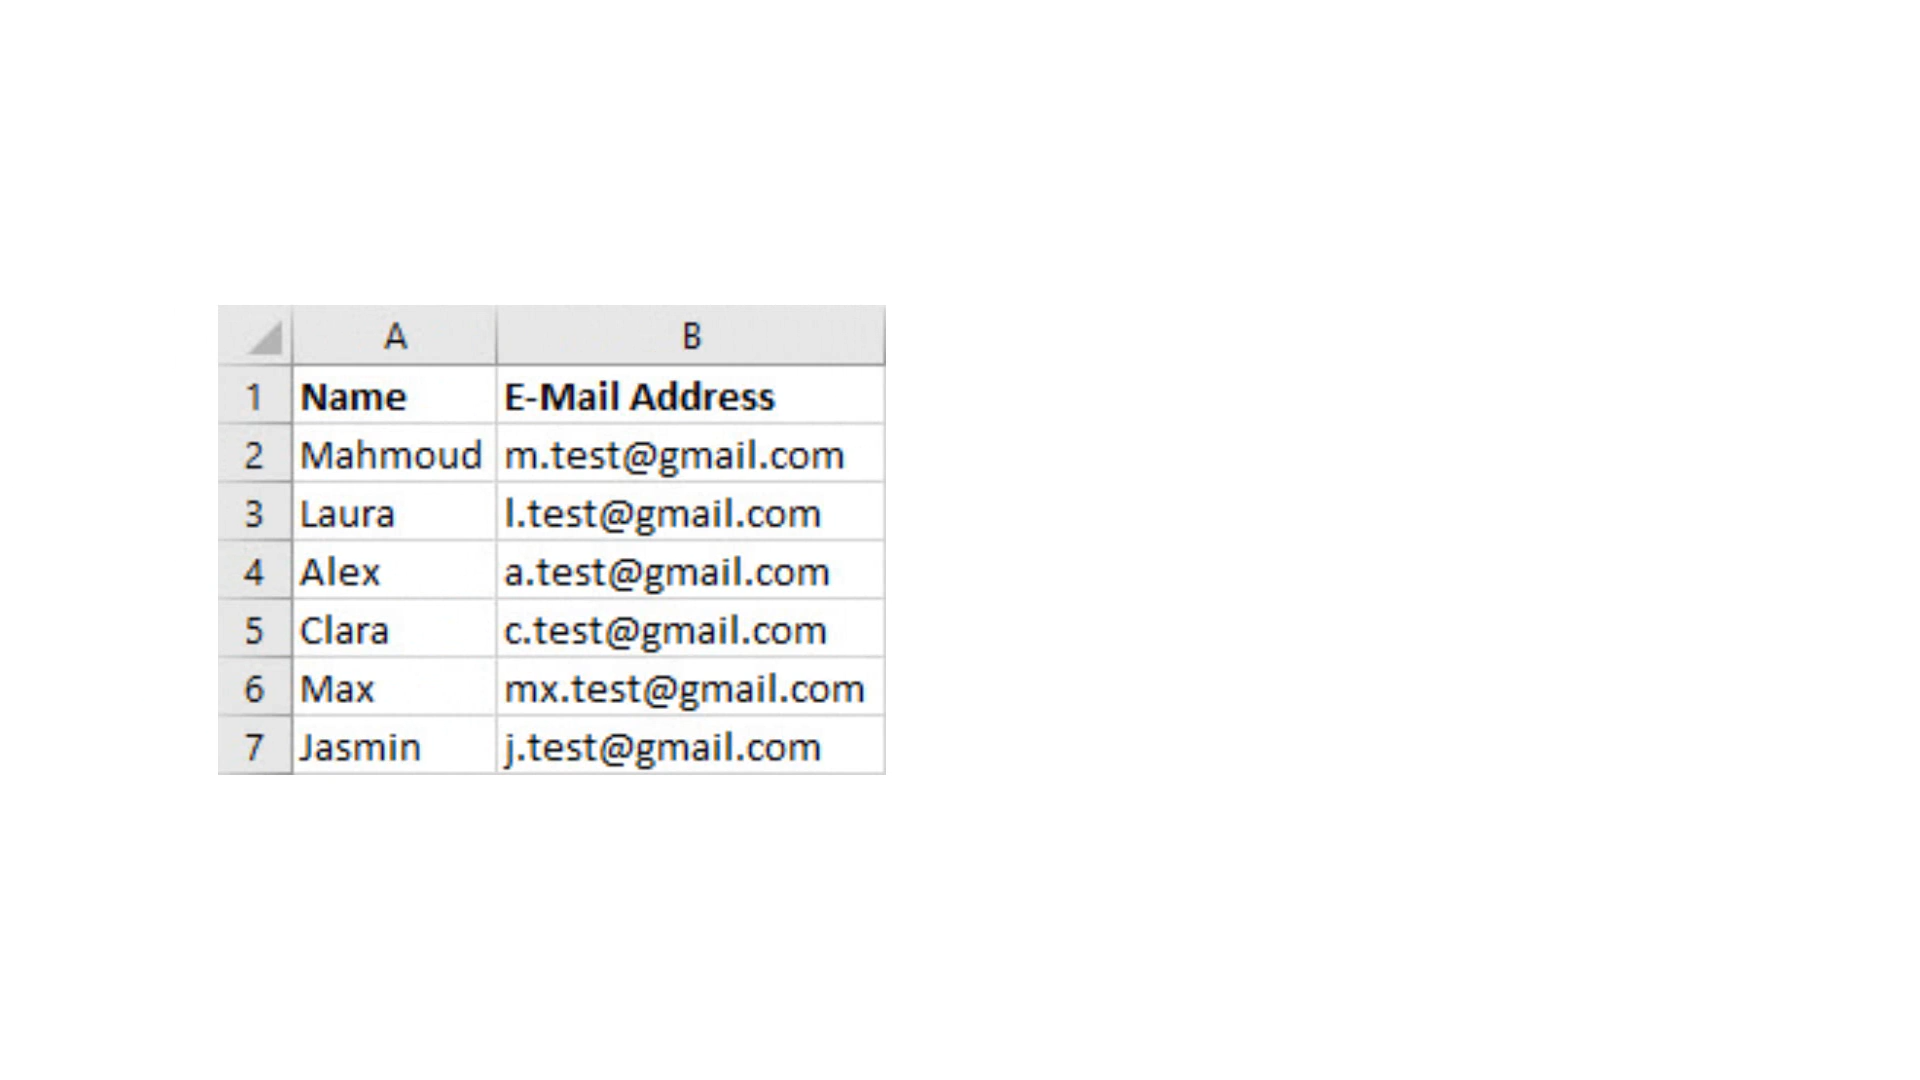 A B
1 Name E-Mail Address
2 Mahmoud m.test@gmail.com
3 Laura l.test@gmail.com
4 Alex a.test@gmail.com
5 Clara c.test@gmail.com
6 Max mx.test@gmail.com
7 Jasmin j.test@gmail.com